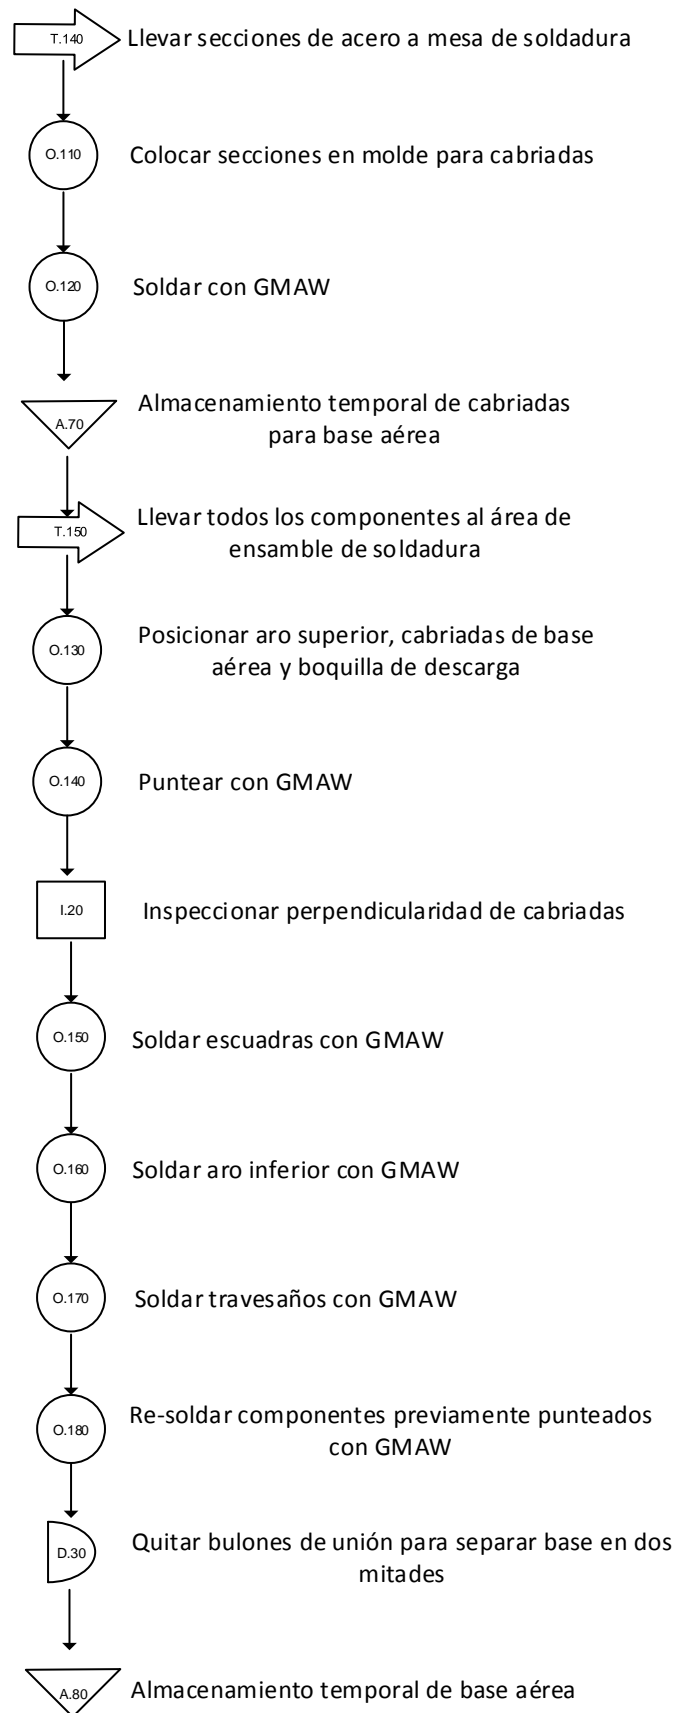 T.140 Llevar secciones de acero a mesa de soldadura
O.110 Colocar secciones en molde para cabriadas
O.120 Soldar con GMAW
A.70 Almacenamiento temporal de cabriadas
para base aérea
T.150 Llevar todos los componentes al área de
ensamble de soldadura
O.130 Posicionar aro superior, cabriadas de base
aérea y boquilla de descarga
O.140 Puntear con GMAW
I.20 Inspeccionar perpendicularidad de cabriadas
O.150 Soldar escuadras con GMAW
O.160 Soldar aro inferior con GMAW
O.170 Soldar travesaños con GMAW
O.180 Re-soldar componentes previamente punteados
con GMAW
D.30 Quitar bulones de unión para separar base en dos
mitades
A.80 Almacenamiento temporal de base aérea